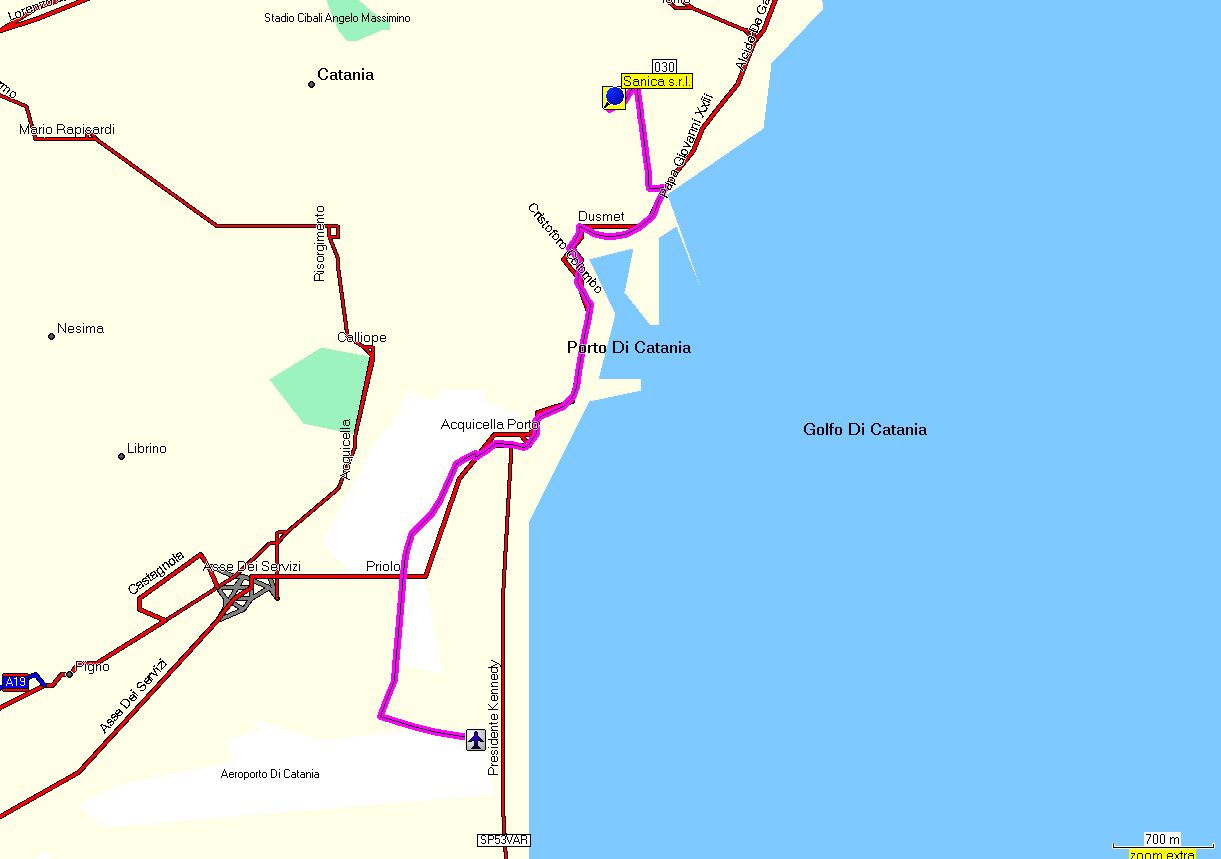 Lorenzo
Stadio Cibali Angelo Massimino
Alcide De Ga
Catania
030
Sanica s.r.l.
rmo
Mario Rapisardi
Papa Giovanni Xxiii
Risorgimento
Cristoforo Colombo
Dusmet
Nesima
Calliope
Porto Di Catania
Acquicella Porto
Golfo Di Catania
Librino
Acquicella
Castagnola
Asse Dei Servizi
Priolo
Pigno
A19
Asse Dei Servizi
Presidente Kennedy
Aeroporto Di Catania
SP53VAR
700 m
zoom extra